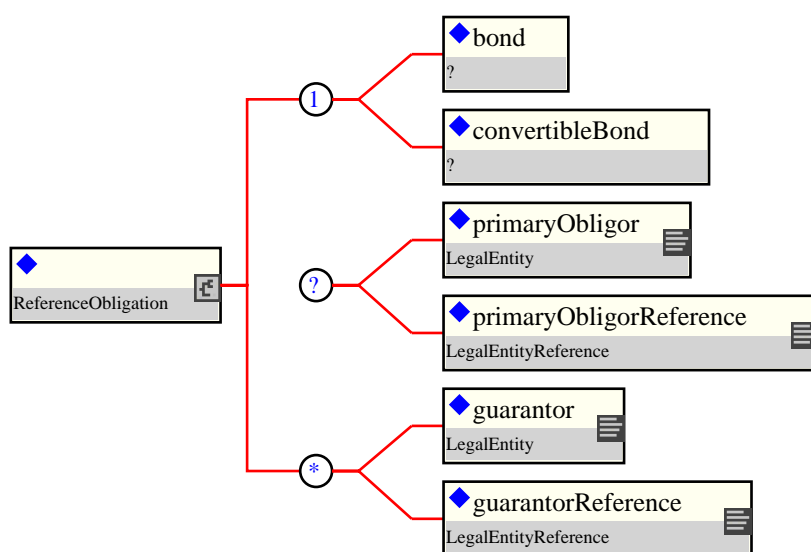 bond
?
1
convertibleBond
?
primaryObligor
LegalEntity
ReferenceObligation
?
primaryObligorReference
LegalEntityReference
guarantor
LegalEntity
*
guarantorReference
LegalEntityReference